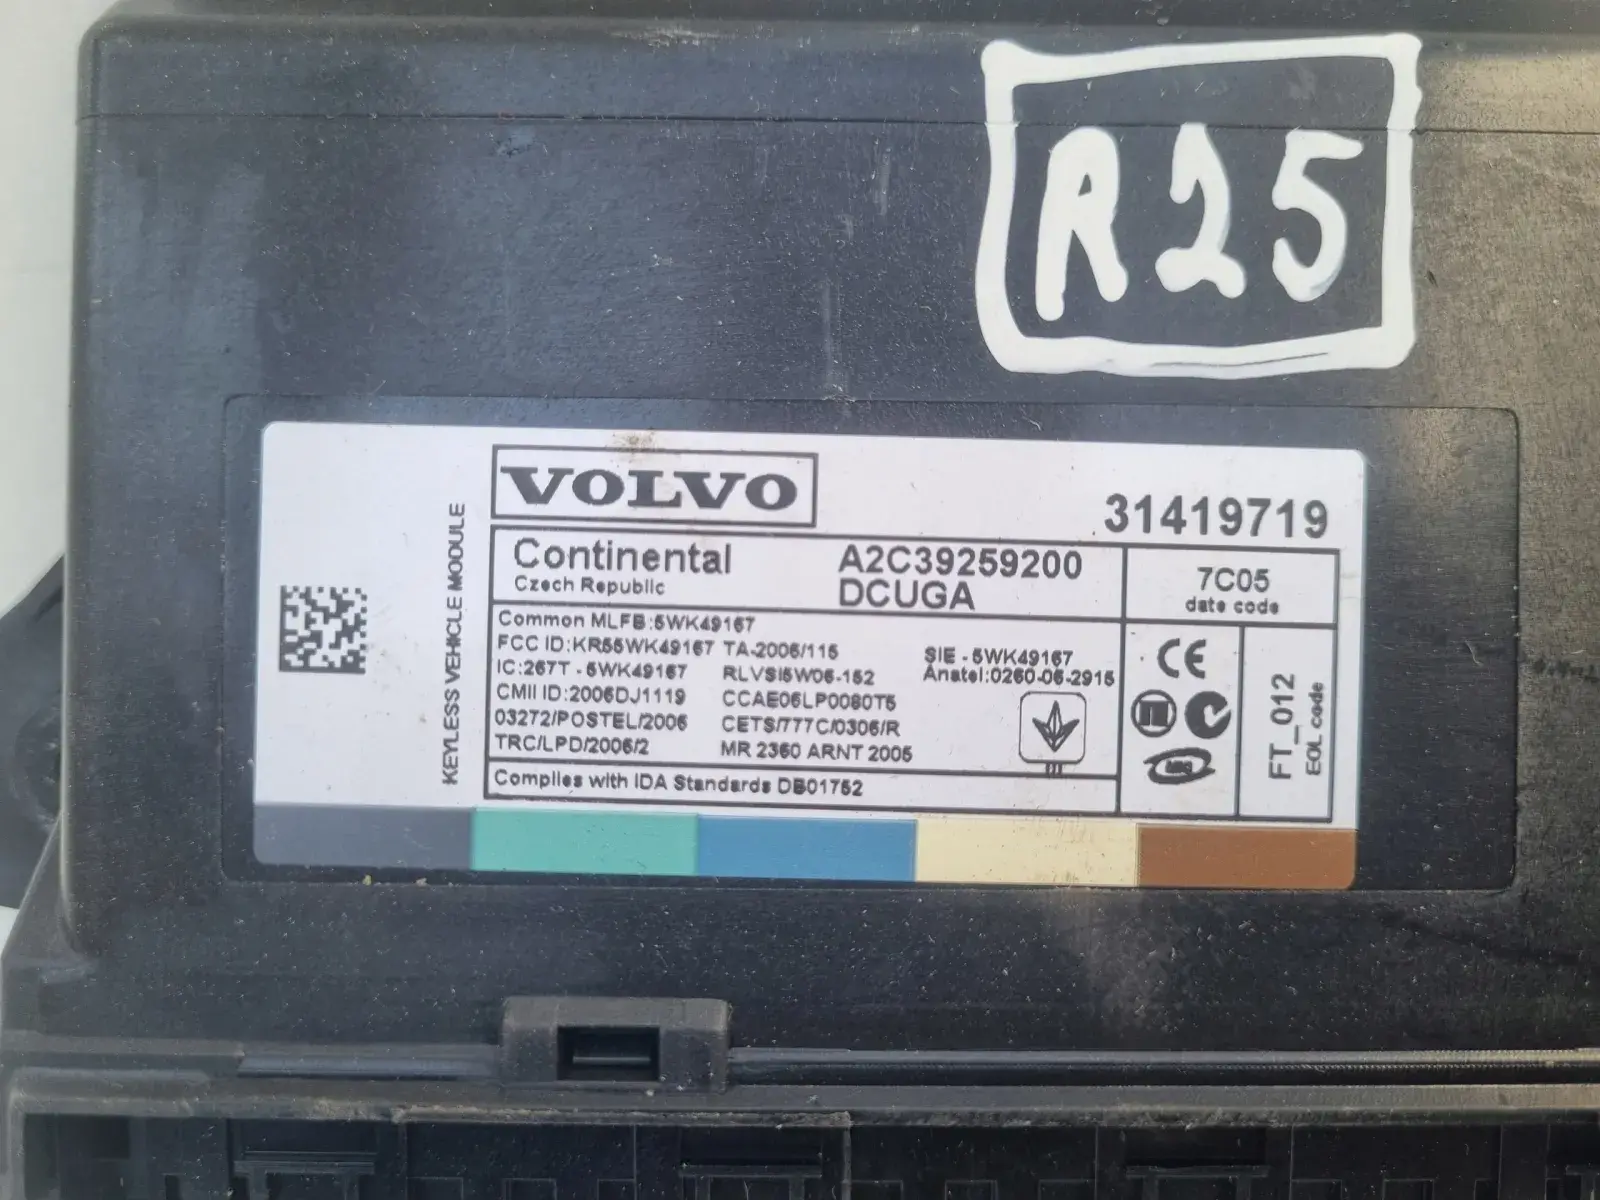 R25
VOLVO
31419719
Continental
Czech Republic
A2C39259200
DCUGA
7C05
date code
KEYLESS VEHICLE MODULE
Common MLFB:5WK49167
FCC ID:KR55WK49167 TA-2006/115
IC:267T-5WK49167 RLVSI5W06-152
CMII ID:2006DJ1119 CCAE06LP0080T5
03272/POSTEL/2006 CETS/777C/0306/R
TRC/LPD/2006/2 MR 2360 ARNT 2005
SIE - 5WK49167
Anatel:0260-06-2915
Complies with IDA Standards DB01752
CE
FT_012
EOL code